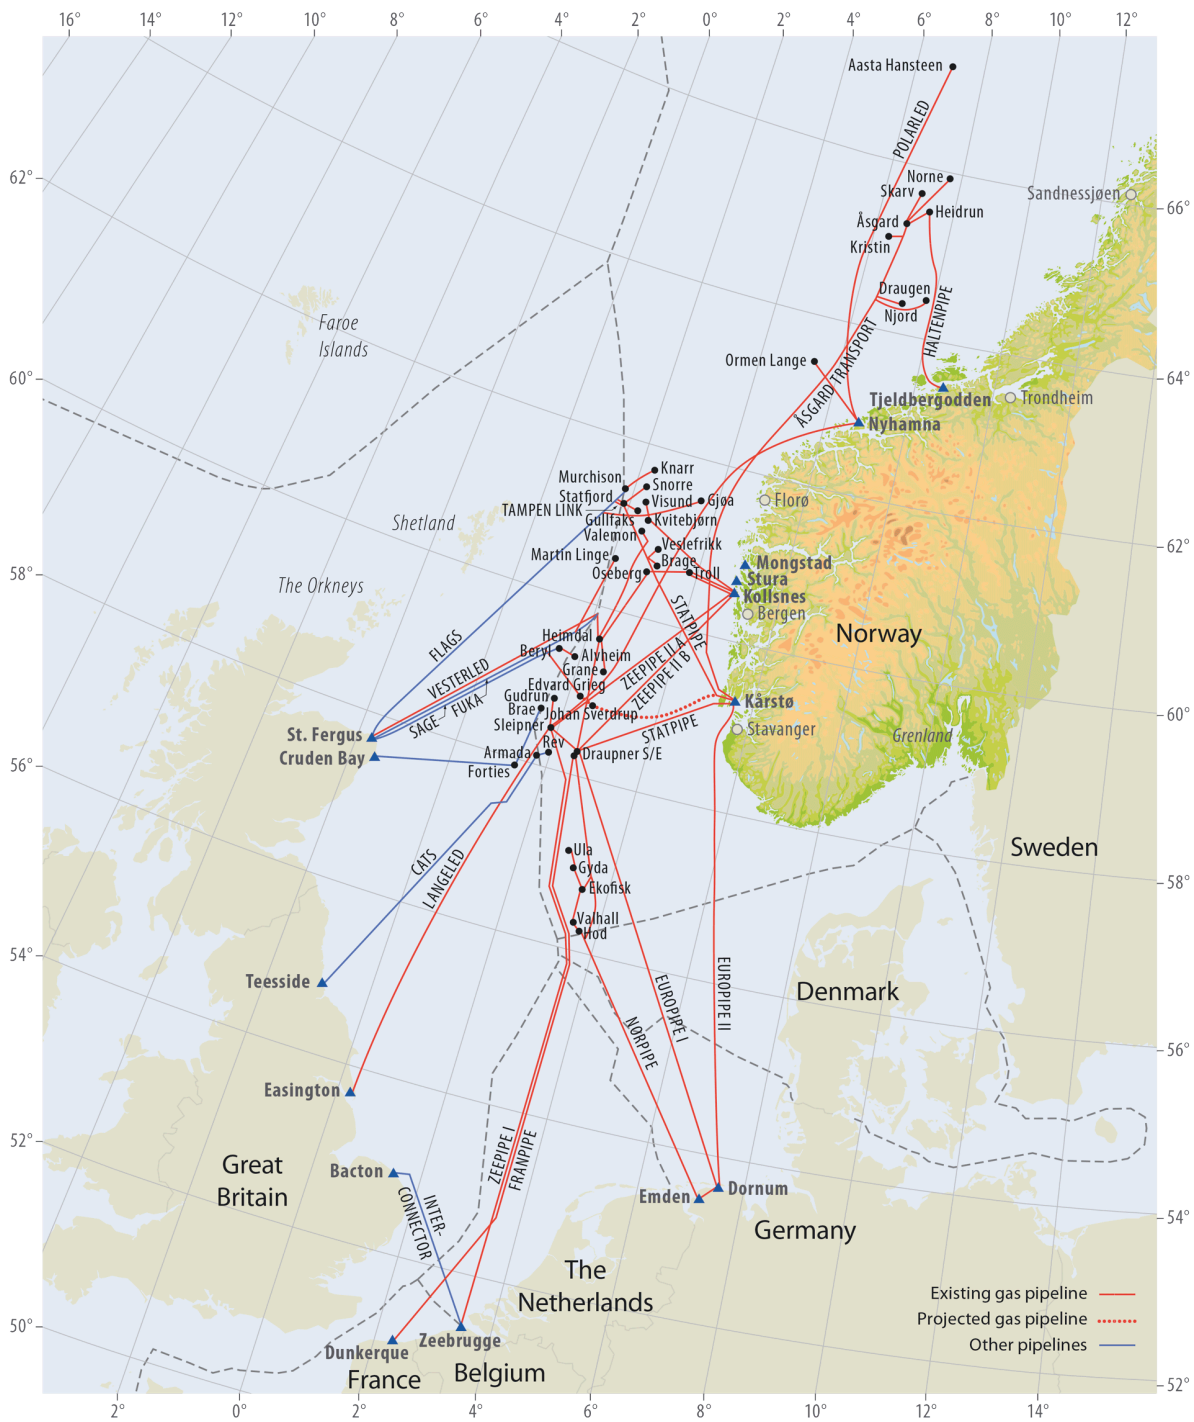 16° 14° 12° 10° 8° 6° 4° 2° 0° 4° 6° 8° 10° 12°
Aasta Hansteen
POLARLED
62°
Norne
Skarv
Sandnessjøen
66°
Heidrun
Åsgard
Kristin
Draugen
Njord
HALTENPIPE
Faroe
Islands
Ormen Lange
ÅSGARD TRANSPORT
60°
64°
Tjeldbergodden
Trondheim
Nyhamna
Knarr
Murchison
Snorre
Statfjord
Visund
Gjøa
Florø
TAMPEN LINK
Gullfaks
Kvitebjørn
Shetland
Valemon
Veslefrikk
62°
Martin Linge
Brage
Mongstad
58°
Oseberg
Troll
Stura
The Orkneys
Kollsnes
Bergen
STATPIPE
Norway
FLAGS
Heimdal
Beryl
Alvheim
ZEEPIPE II A
VESTERLED
Grane
ZEEPIPE II B
Edvard Grieg
Gudrun
SAGE
FUKA
Brae
Johan Sverdrup
Kårstø
60°
Sleipner
STATPIPE
Stavanger
St. Fergus
Grenland
Rev
Cruden Bay
Armada
Draupner S/E
56°
Forties
Ula
Sweden
CATS
Gyda
LANGELED
Ekofisk
58°
Valhall
Hod
54°
Teesside
Denmark
EUROPIPE II
EUROPIPE I
NORPIPE
56°
Easington
52°
Great
Britain
Bacton
ZEEPIPE I
FRANPIPE
Emden
Dornum
INTER-
CONNECTOR
54°
Germany
The
Netherlands
Existing gas pipeline
Projected gas pipeline
50°
Other pipelines
Zeebrugge
Dunkerque
Belgium
France
52°
2° 0° 2° 4° 6° 8° 10° 12° 14°